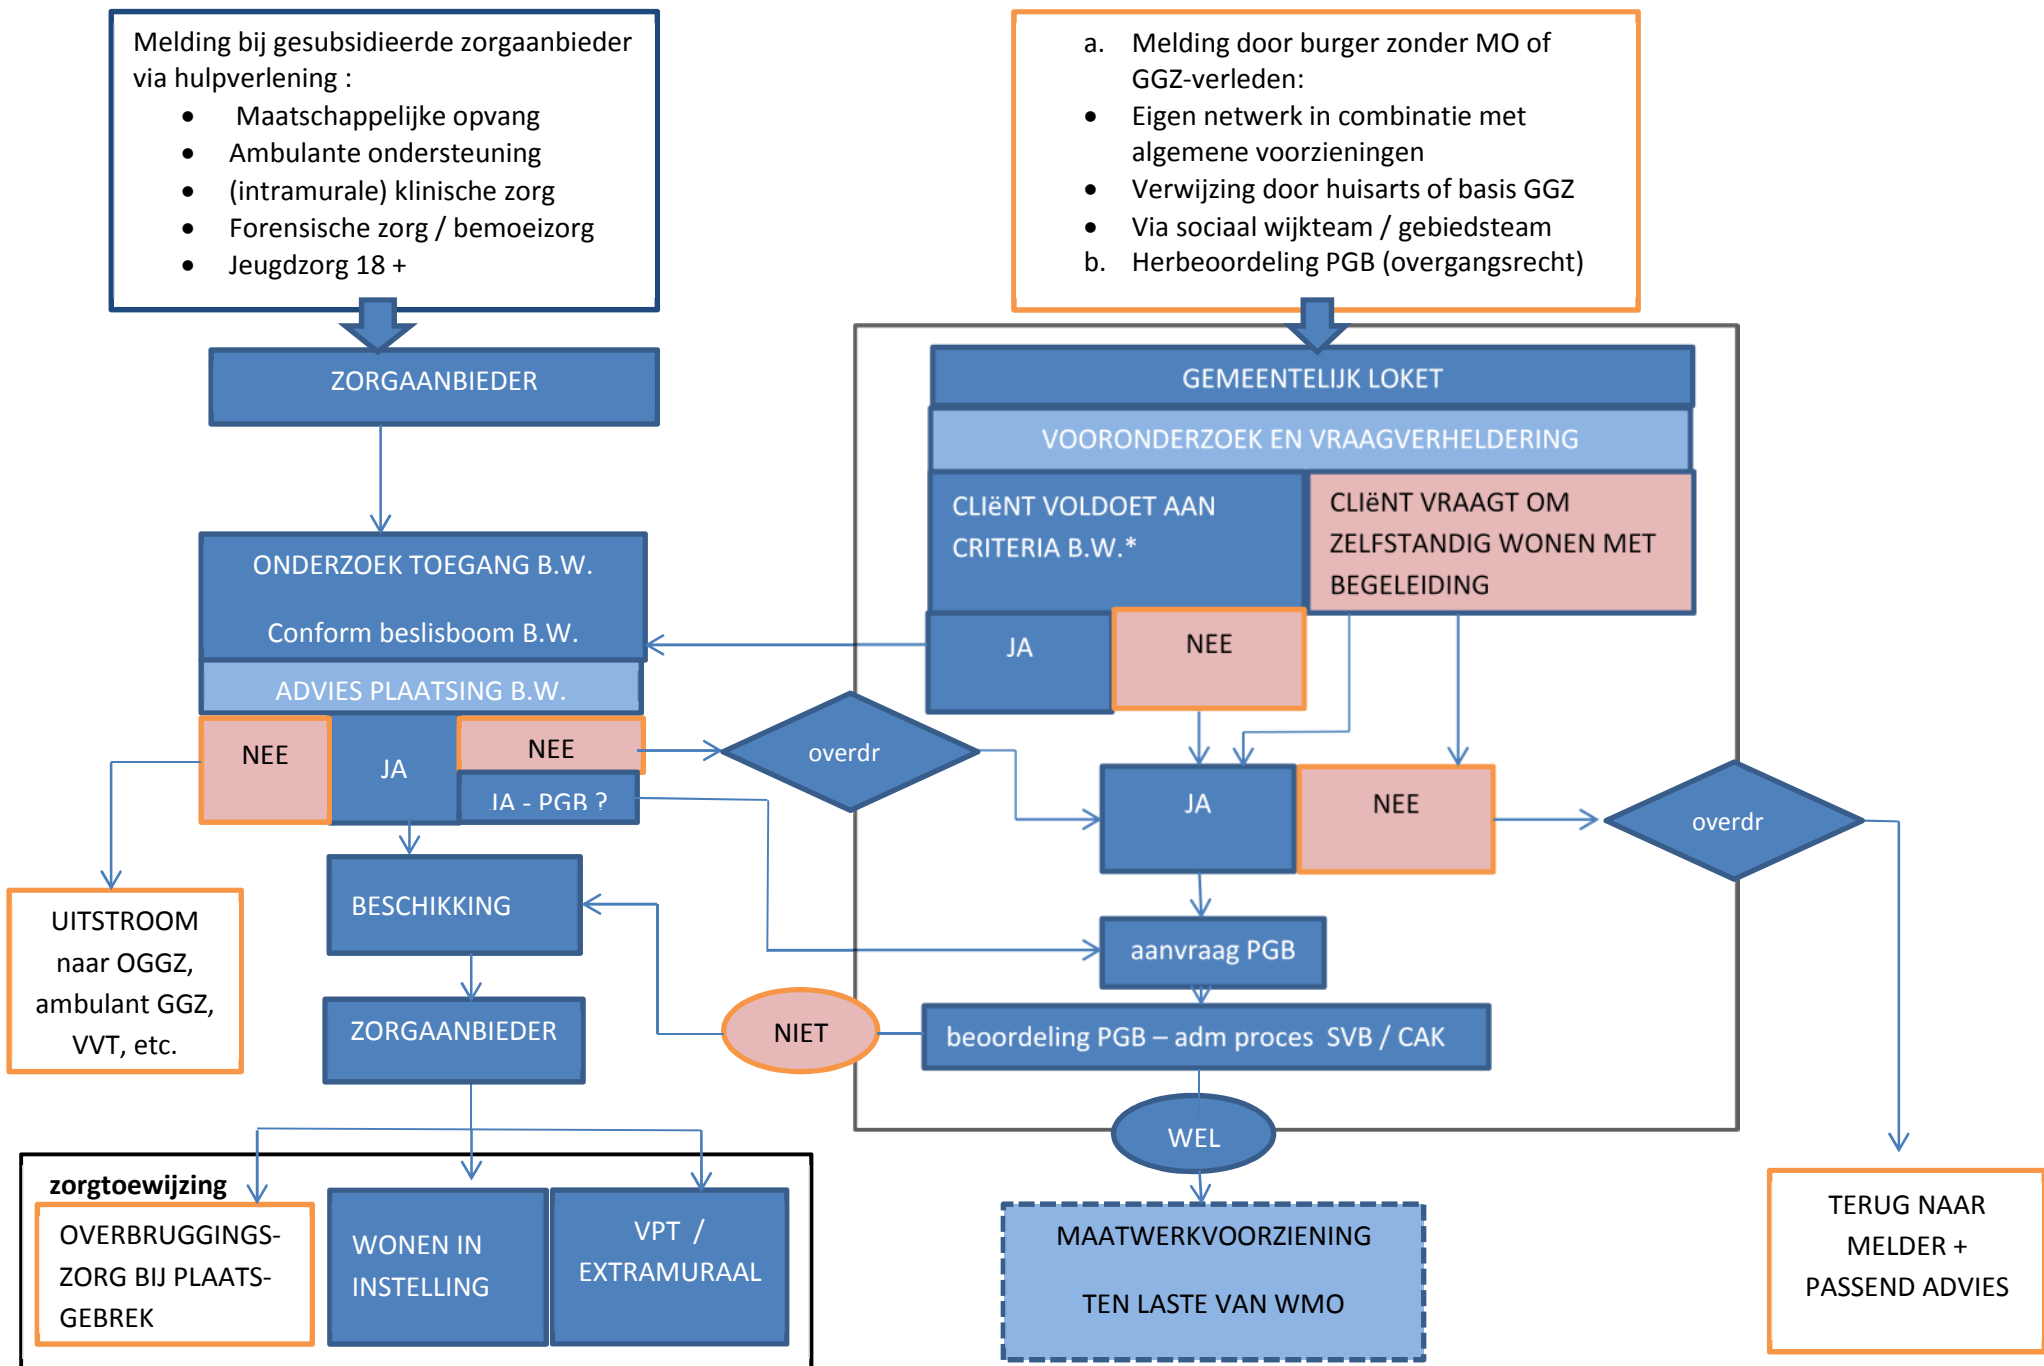 Melding bij gesubsidieerde zorgaanbieder
via hulpverlening :
• Maatschappelijke opvang
• Ambulante ondersteuning
• (intramurale) klinische zorg
• Forensische zorg / bemoeizorg
• Jeugdzorg 18 +
a. Melding door burger zonder MO of
GGZ-verleden:
• Eigen netwerk in combinatie met
algemene voorzieningen
• Verwijzing door huisarts of basis GGZ
• Via sociaal wijkteam / gebiedsteam
b. Herbeoordeling PGB (overgangsrecht)
ZORGAANBIEDER
GEMEENTELIJK LOKET
VOORONDERZOEK EN VRAAGVERHELDERING
CLIëNT VOLDOET AAN
CRITERIA B.W.*
CLIëNT VRAAGT OM
ZELFSTANDIG WONEN MET
BEGELEIDING
ONDERZOEK TOEGANG B.W.
Conform beslisboom B.W.
JA
NEE
ADVIES PLAATSING B.W.
NEE
JA
NEE
JA - PGB ?
overdr
JA
NEE
overdr
BESCHIKKING
UITSTROOM
naar OGGZ,
ambulant GGZ,
VVT, etc.
aanvraag PGB
ZORGAANBIEDER
NIET
beoordeling PGB – adm proces SVB / CAK
WEL
zorgtoewijzing
OVERBRUGGINGS-
ZORG BIJ PLAATS-
GEBREK
WONEN IN
INSTELLING
VPT /
EXTRAMURAAL
MAATWERKVOORZIENING
TEN LASTE VAN WMO
TERUG NAAR
MELDER +
PASSEND ADVIES